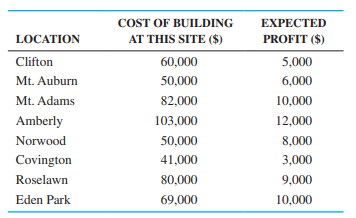 LOCATION COST OF BUILDING AT THIS SITE ($) EXPECTED PROFIT ($)
Clifton 60,000 5,000
Mt. Auburn 50,000 6,000
Mt. Adams 82,000 10,000
Amberly 103,000 12,000
Norwood 50,000 8,000
Covington 41,000 3,000
Roselawn 80,000 9,000
Eden Park 69,000 10,000